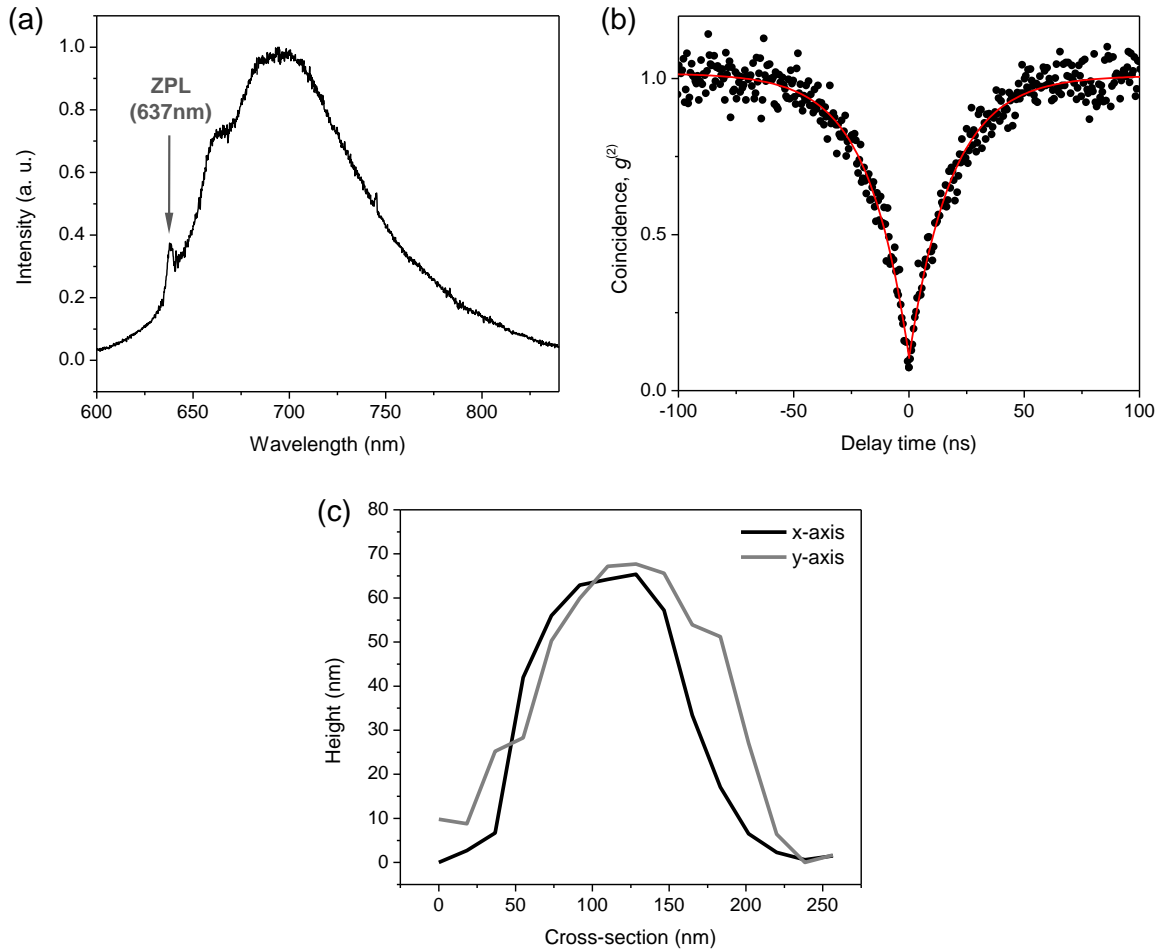 (a)
1.0
0.8
0.6
0.4
0.2
0.0
Intensity (a. u.)
ZPL
(637nm)
600 650 700 750 800
Wavelength (nm)
(b)
1.0
0.5
0.0
Coincidence, g(2)
-100 -50 0 50 100
Delay time (ns)
(c)
80
70
60
50
40
30
20
10
0
Height (nm)
x-axis
y-axis
0 50 100 150 200 250
Cross-section (nm)